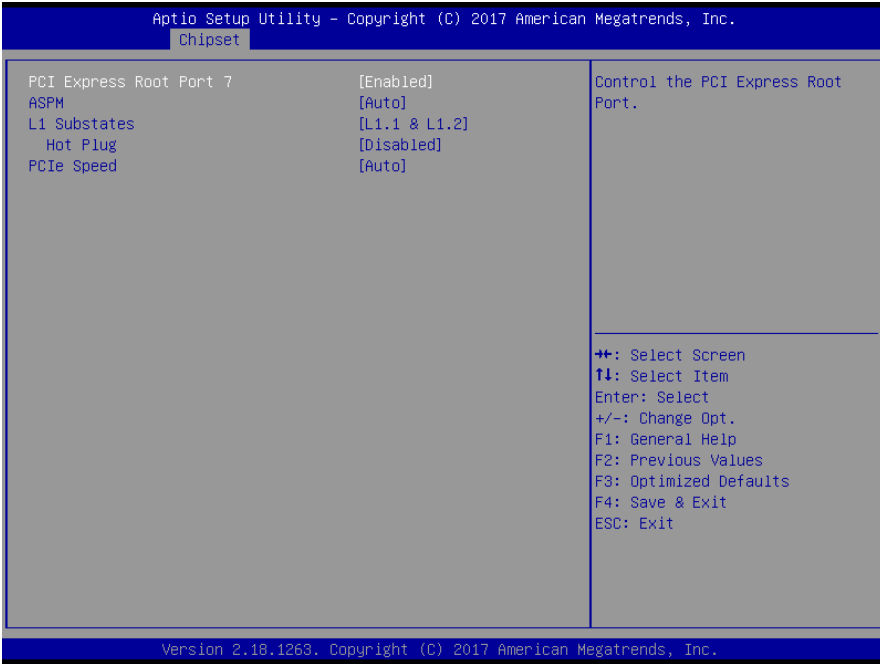 Aptio Setup Utility – Copyright (C) 2017 American Megatrends, Inc.
Chipset
PCI Express Root Port 7 [Enabled]
ASPM [Auto]
L1 Substates [L1.1 & L1.2]
Hot Plug [Disabled]
PCIe Speed [Auto]
Control the PCI Express Root
Port.
→←: Select Screen
↑↓: Select Item
Enter: Select
+/-: Change Opt.
F1: General Help
F2: Previous Values
F3: Optimized Defaults
F4: Save & Exit
ESC: Exit
Version 2.18.1263. Copyright (C) 2017 American Megatrends, Inc.